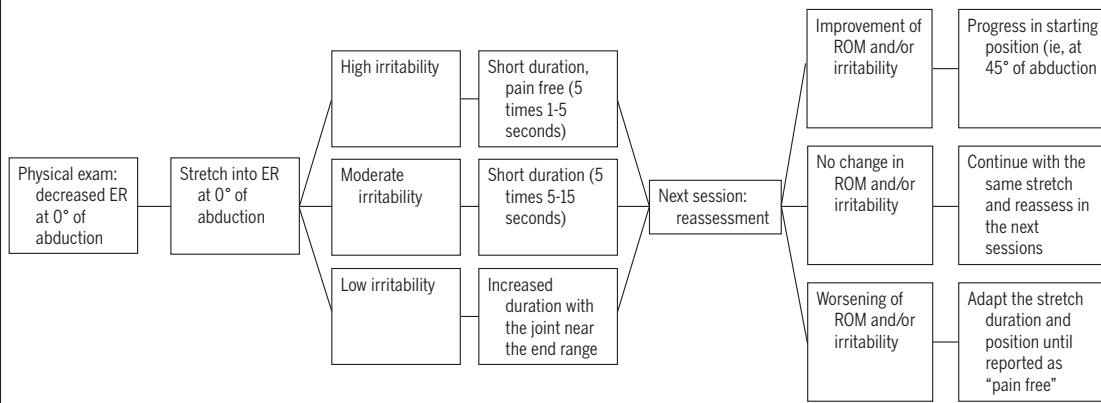 Physical exam:
decreased ER
at 0° of
abduction
Stretch into ER
at 0° of
abduction
High irritability
Short duration,
pain free (5
times 1-5
seconds)
Moderate
irritability
Short duration (5
times 5-15
seconds)
Low irritability
Increased
duration with
the joint near
the end range
Next session:
reassessment
Improvement of
ROM and/or
irritability
Progress in starting
position (ie, at
45° of abduction
No change in
ROM and/or
irritability
Continue with the
same stretch
and reassess in
the next
sessions
Worsening of
ROM and/or
irritability
Adapt the stretch
duration and
position until
reported as
“pain free”